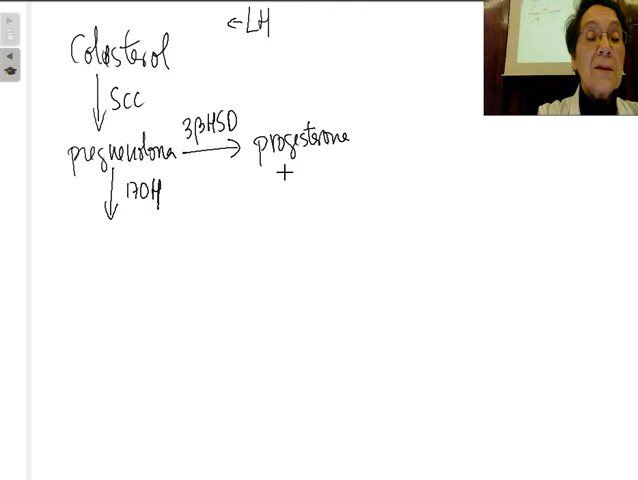 ← LH
Colesterol
↓ SCC
pregnenolona 3βHSD → progesterona
+
↓ 17OH